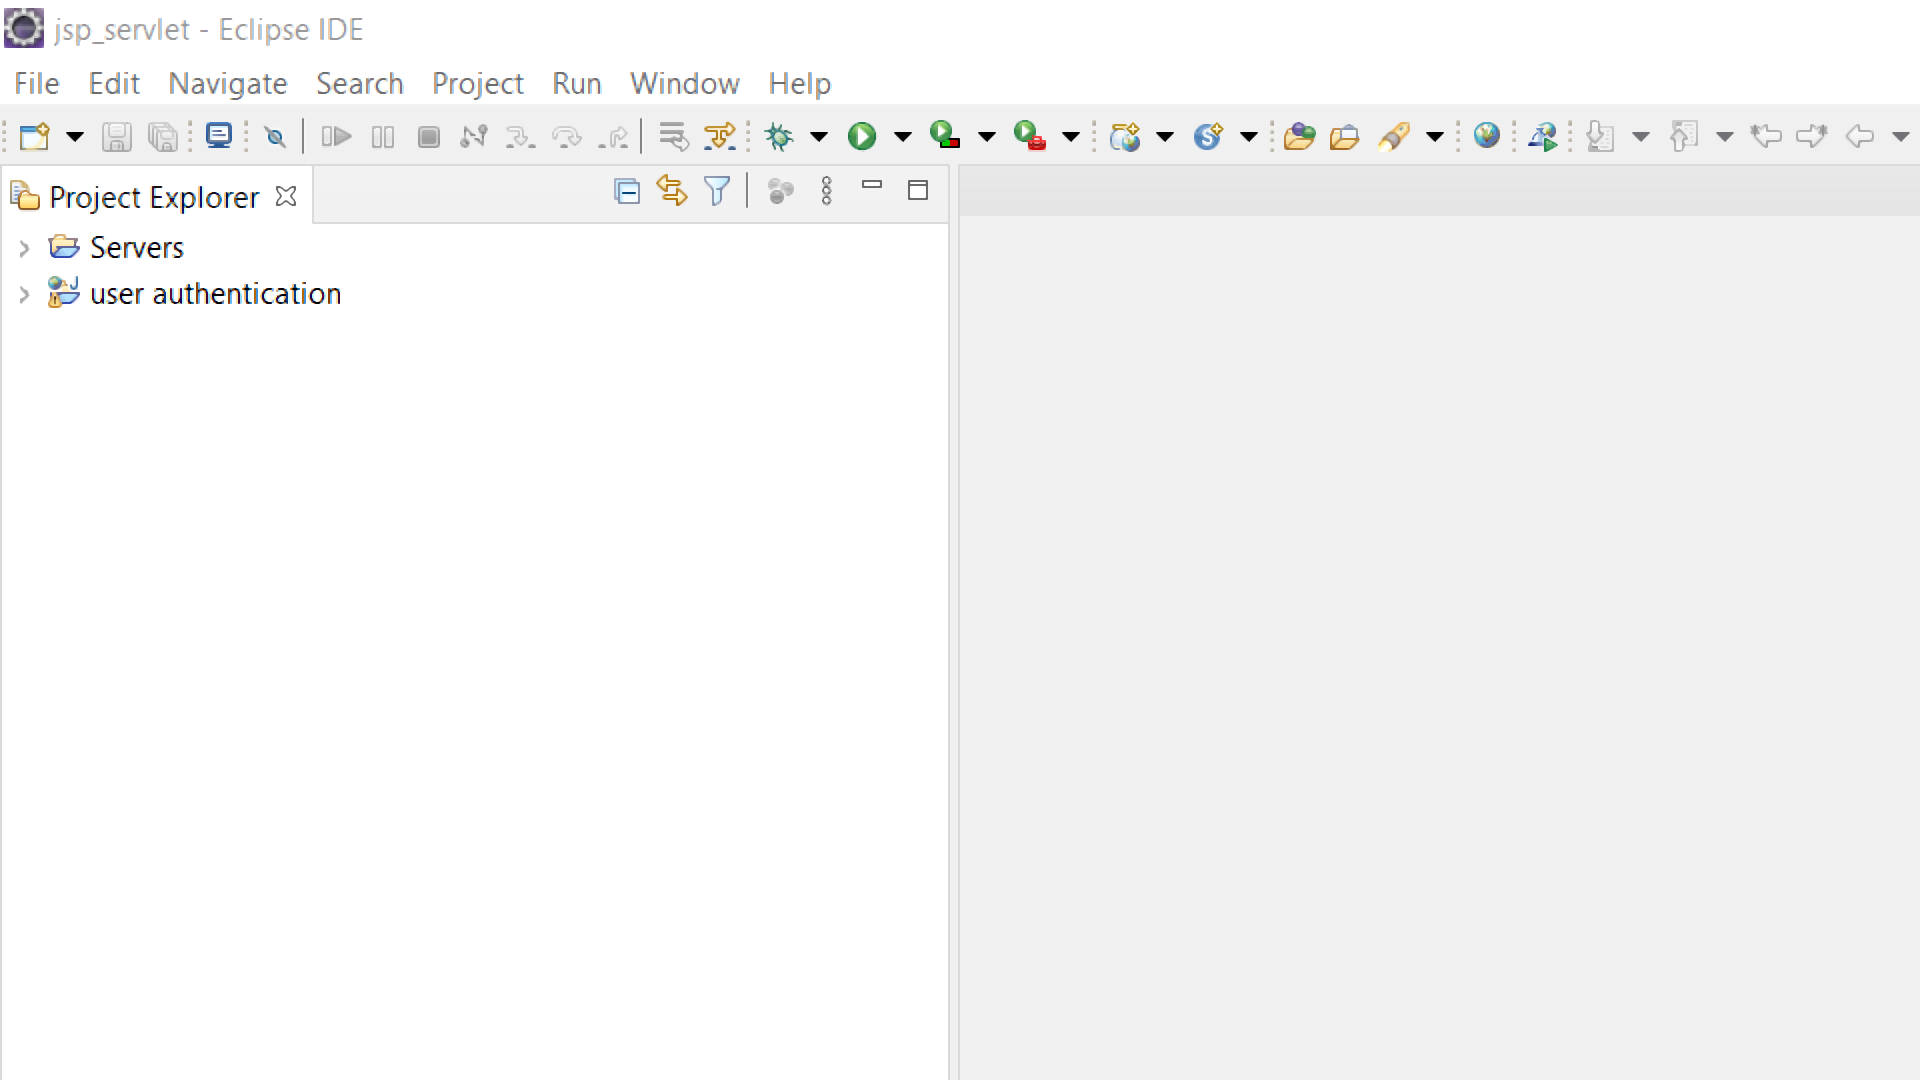 jsp_servlet - Eclipse IDE
File Edit Navigate Search Project Run Window Help
Project Explorer
Servers
user authentication